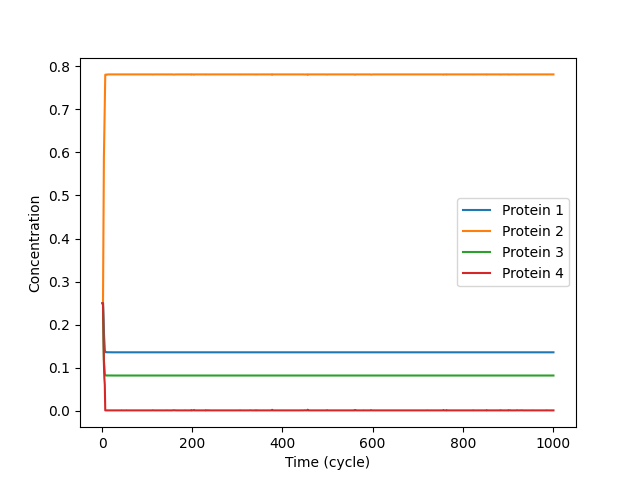 0.8
0.7
0.6
0.5
0.4
0.3
0.2
0.1
0.0
Concentration
0 200 400 600 800 1000
Time (cycle)
Protein 1
Protein 2
Protein 3
Protein 4